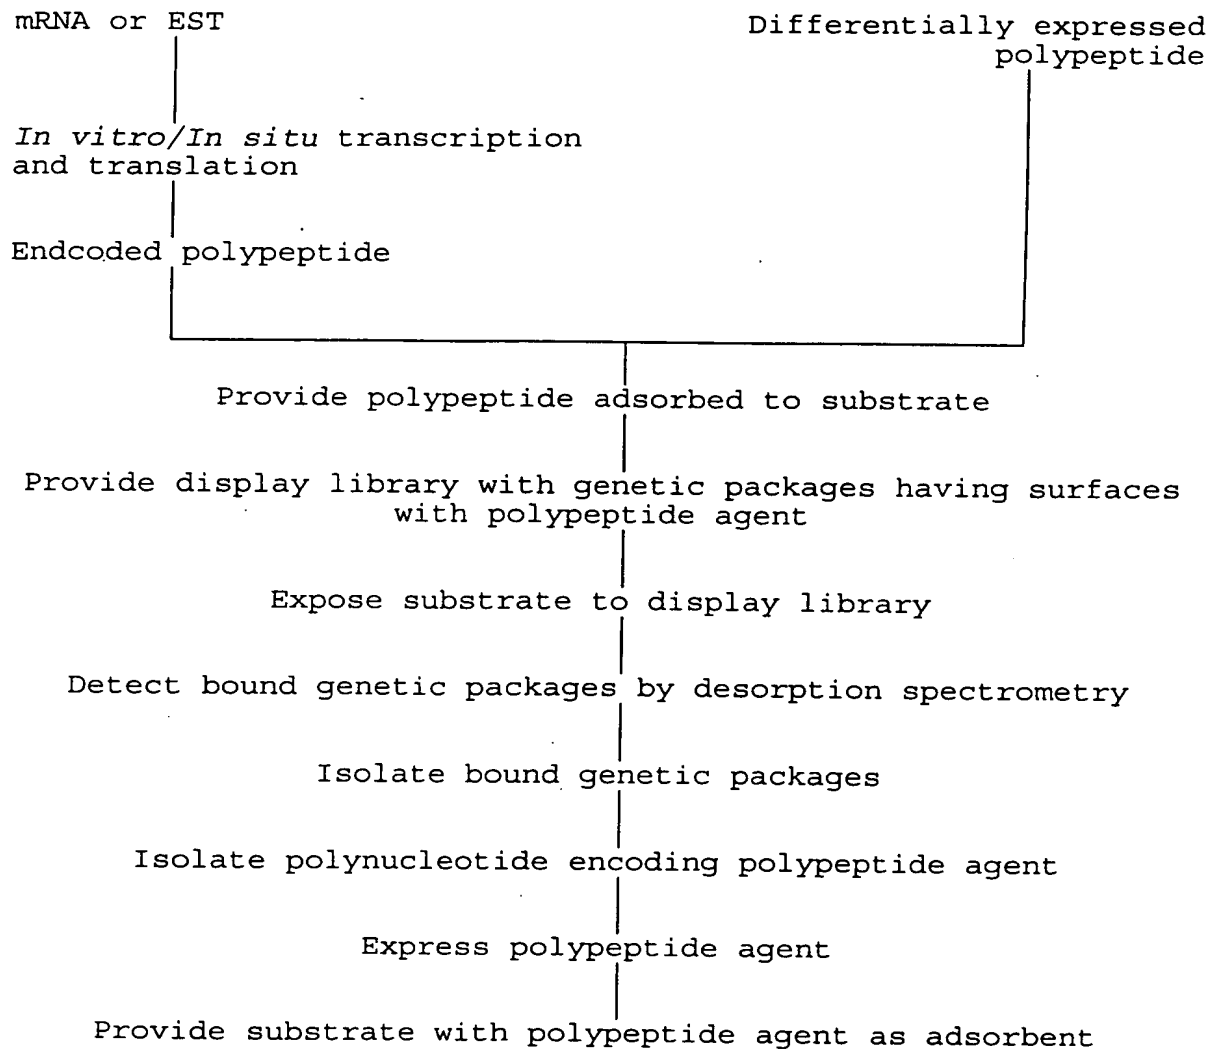 mRNA or EST
Differentially expressed
polypeptide
In vitro/In situ transcription
and translation
Endcoded polypeptide
Provide polypeptide adsorbed to substrate
Provide display library with genetic packages having surfaces
with polypeptide agent
Expose substrate to display library
Detect bound genetic packages by desorption spectrometry
Isolate bound genetic packages
Isolate polynucleotide encoding polypeptide agent
Express polypeptide agent
Provide substrate with polypeptide agent as adsorbent